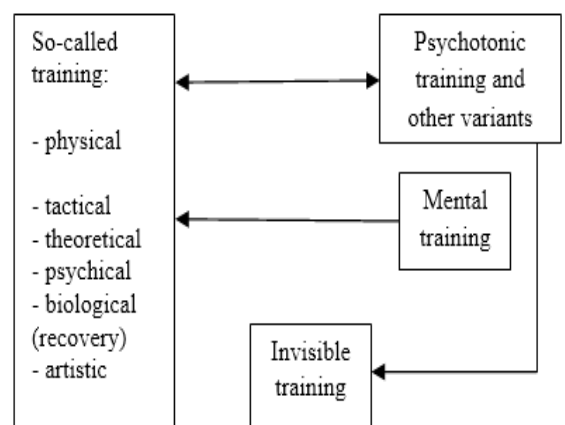 So-called
training:
- physical
- tactical
- theoretical
- psychical
- biological
(recovery)
- artistic
Psychotonic
training and
other variants
Mental
training
Invisible
training